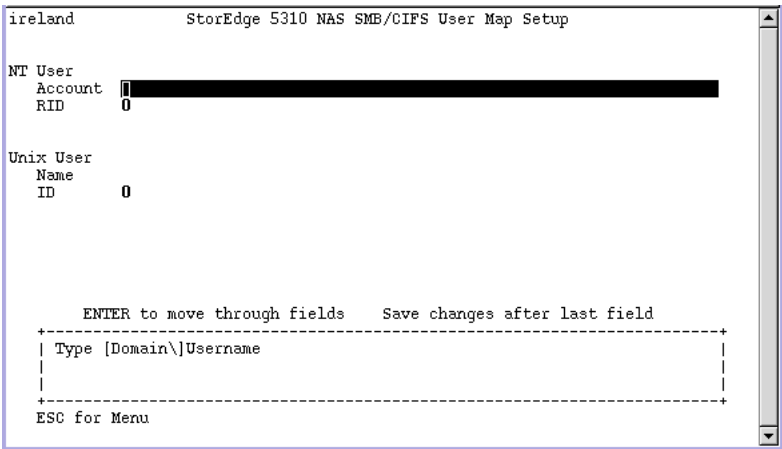 ireland StorEdge 5310 NAS SMB/CIFS User Map Setup
NT User
Account
RID 0
Unix User
Name
ID 0
ENTER to move through fields Save changes after last field
Type [Domain\]Username
ESC for Menu